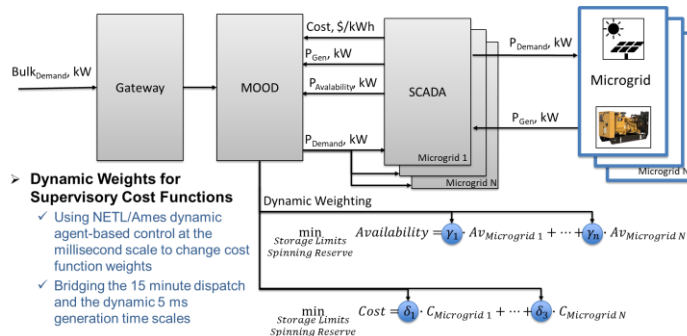 Cost, $/kWh
P_Gen, kW
P_Avalability, kW
P_Demand, kW
Bulk_Demand, kW
Gateway
MOOD
SCADA
Microgrid 1
Microgrid N
P_Demand, kW
P_Gen, kW
Microgrid
Microgrid N
➤ Dynamic Weights for
Supervisory Cost Functions
✓ Using NETL/Ames dynamic
agent-based control at the
millisecond scale to change cost
function weights
✓ Bridging the 15 minute dispatch
and the dynamic 5 ms
generation time scales
Dynamic Weighting
min Availability = γ₁ · Av_Microgrid 1 + ⋯ + γₙ · Av_Microgrid N
Storage Limits
Spinning Reserve
min Cost = δ₁ · C_Microgrid 1 + ⋯ + δ₃ · C_Microgrid N
Storage Limits
Spinning Reserve